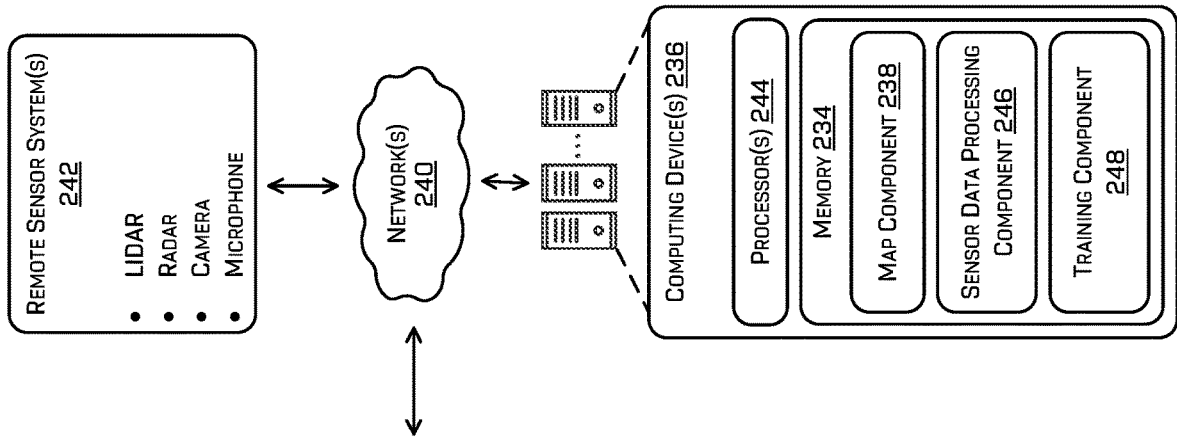 REMOTE SENSOR SYSTEM(S)
242
• LIDAR
• RADAR
• CAMERA
• MICROPHONE
NETWORK(S)
240
COMPUTING DEVICE(S) 236
PROCESSOR(S) 244
MEMORY 234
MAP COMPONENT 238
SENSOR DATA PROCESSING
COMPONENT 246
TRAINING COMPONENT
248